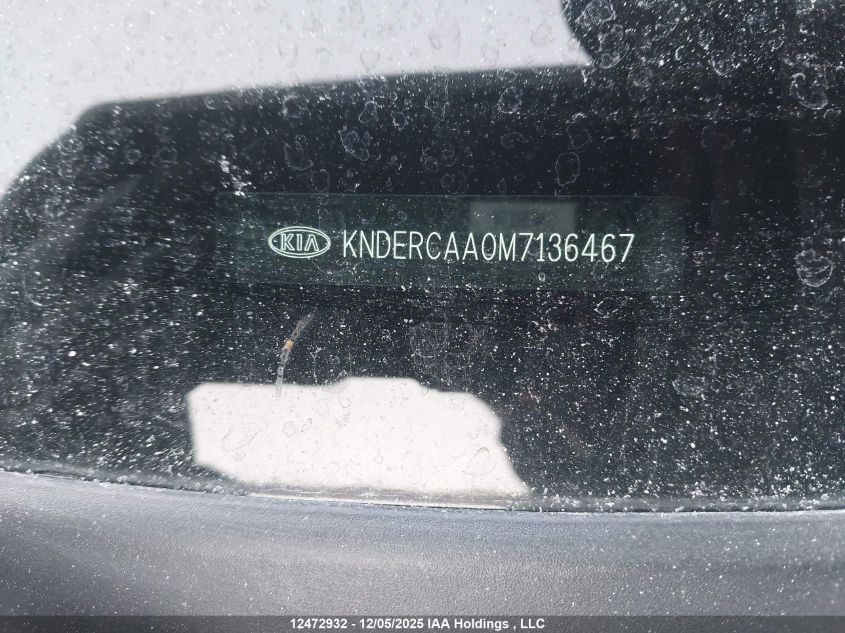 KIA KNDERCAA0M7136467
12472932 - 12/05/2025 IAA Holdings , LLC